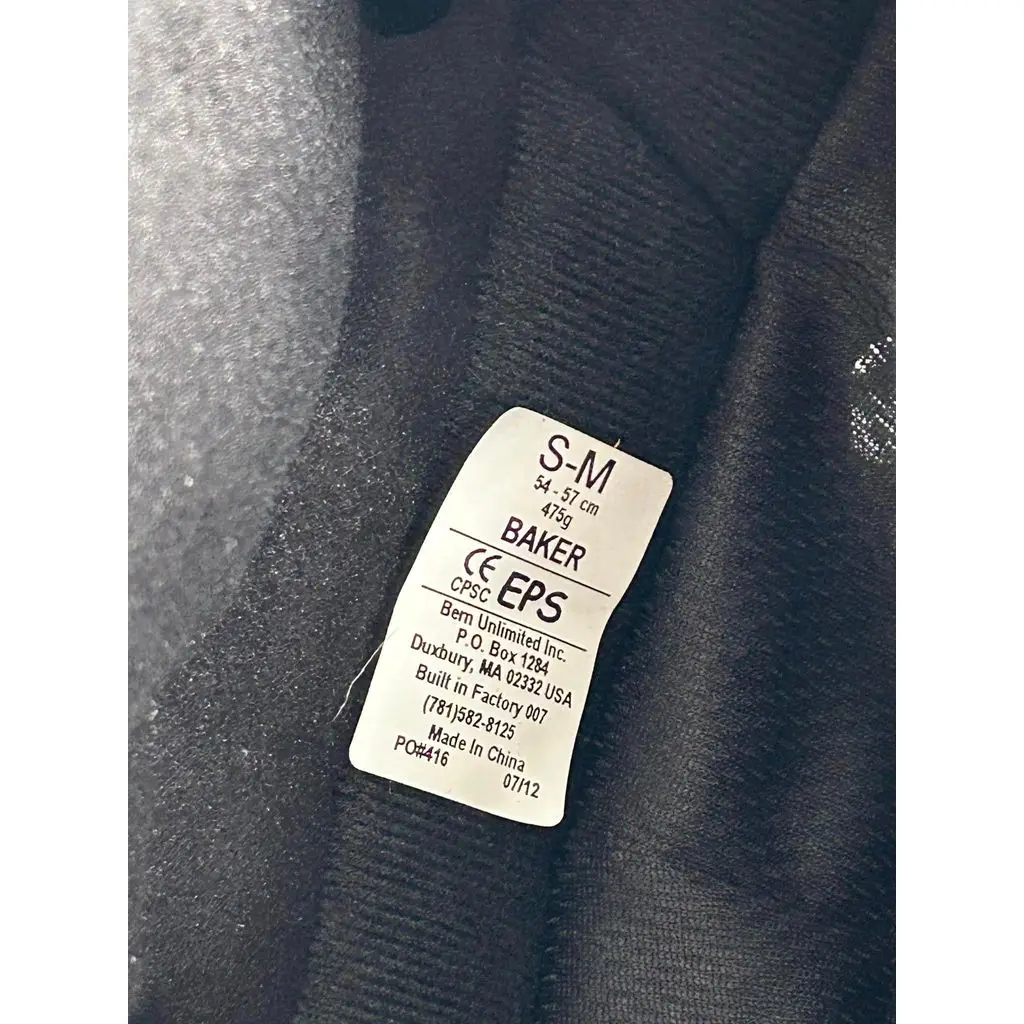 S-M
54 - 57 cm
475g
BAKER
CE
CPSC EPS
Bern Unlimited Inc.
P.O. Box 1284
Duxbury, MA 02332 USA
Built in Factory 007
(781)582-8125
Made In China
PO#416 07/12